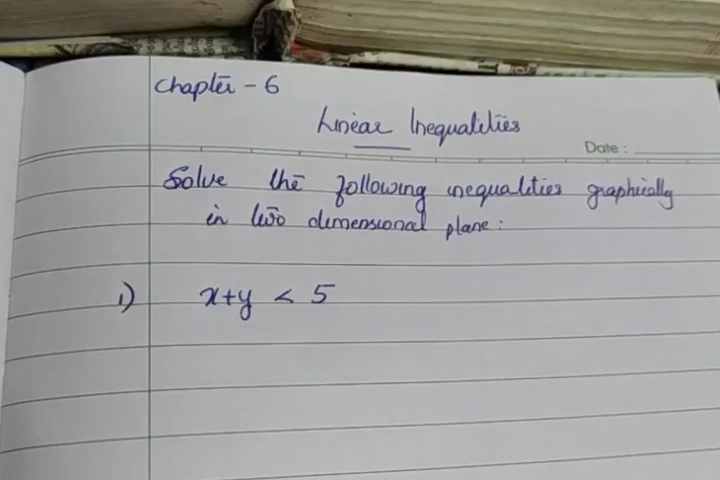 Chapter - 6
Linear Inequalities
Date :
Solve the following inequalities graphically
in two dimensional plane :
1) x+y < 5